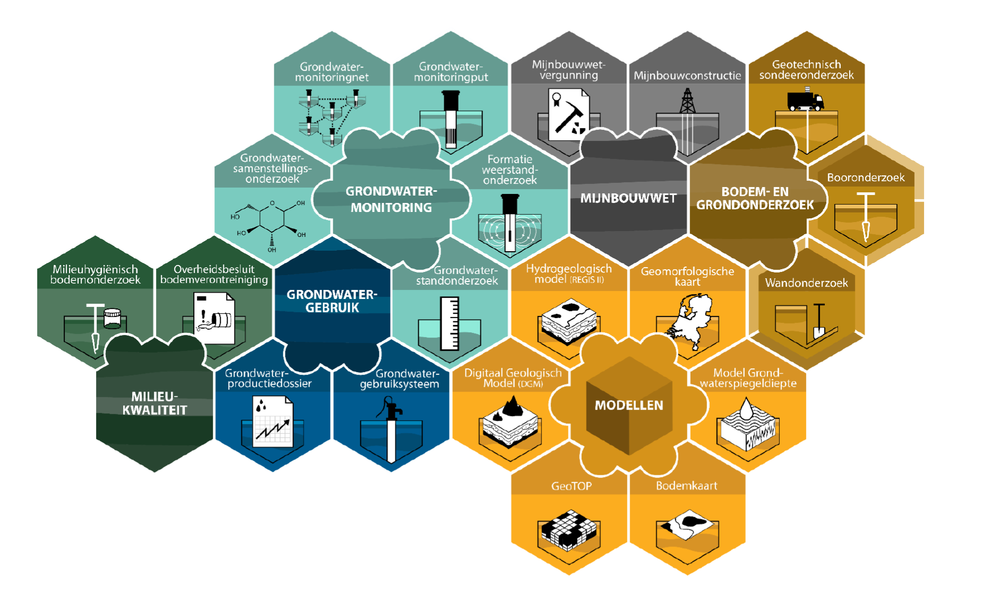 Grondwater-
monitoringnet
Grondwater-
monitoringput
Mijnbouwwet-
vergunning
Mijnbouwconstructie
Geotechnisch
sondeeronderzoek
Grondwater-
samenstellings-
onderzoek
O
OH
HO
HO
OH
OH
GRONDWATER-
MONITORING
Formatie
weerstand-
onderzoek
MIJNBOUWWET
BODEM- EN
GRONDONDERZOEK
Booronderzoek
Milieuhygiënisch
bodemonderzoek
Overheidsbesluit
bodemverontreiniging
!
GRONDWATER-
GEBRUIK
Grondwater-
standonderzoek
Hydrogeologisch
model (REGIS II)
Geomorfologische
kaart
Wandonderzoek
MILIEU-
KWALITEIT
Grondwater-
productiedossier
Grondwater-
gebruiksysteem
Digitaal Geologisch
Model (DGM)
MODELLEN
Model Grond-
waterspiegeldiepte
GeoTOP
Bodemkaart